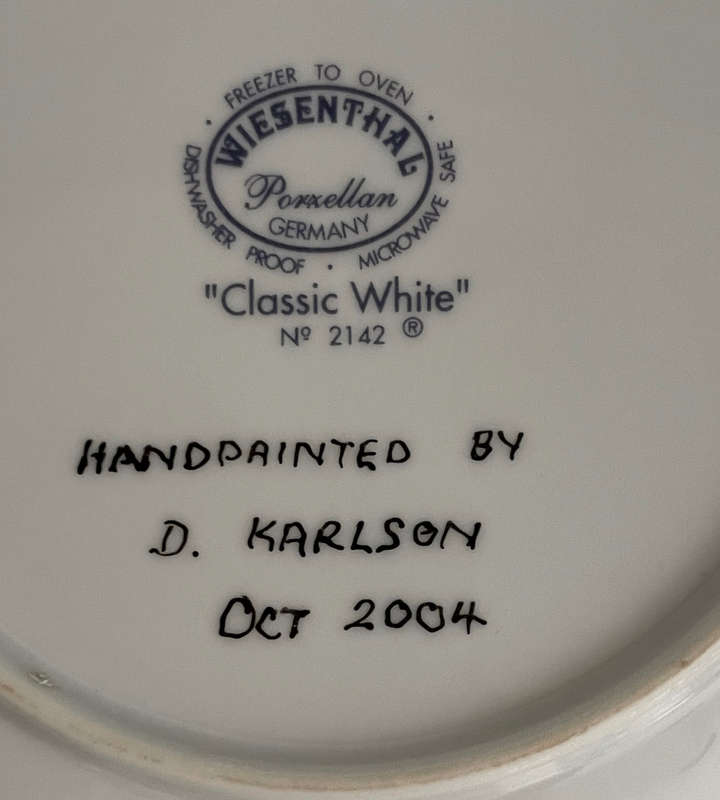 FREEZER TO OVEN
WIESENTHAL
Porzellan
GERMANY
DISHWASHER PROOF · MICROWAVE SAFE
"Classic White"
Nº 2142 ®
HANDPAINTED BY
D. KARLSON
OCT 2004